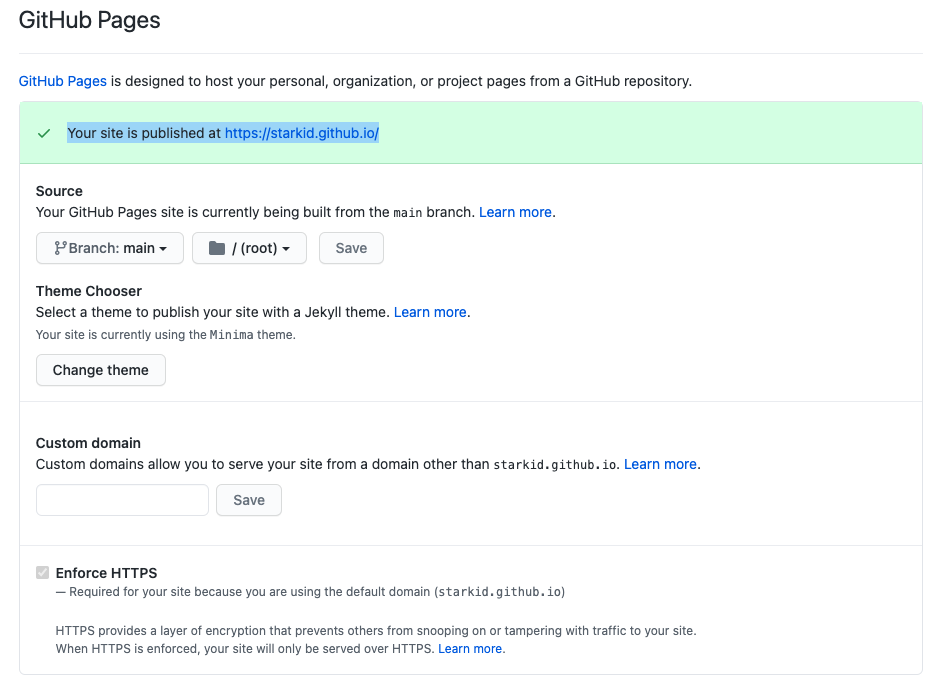 GitHub Pages
GitHub Pages is designed to host your personal, organization, or project pages from a GitHub repository.
Your site is published at https://starkid.github.io/
Source
Your GitHub Pages site is currently being built from the main branch. Learn more.
Branch: main / (root) Save
Theme Chooser
Select a theme to publish your site with a Jekyll theme. Learn more.
Your site is currently using the Minima theme.
Change theme
Custom domain
Custom domains allow you to serve your site from a domain other than starkid.github.io. Learn more.
Save
Enforce HTTPS
— Required for your site because you are using the default domain (starkid.github.io)
HTTPS provides a layer of encryption that prevents others from snooping on or tampering with traffic to your site.
When HTTPS is enforced, your site will only be served over HTTPS. Learn more.